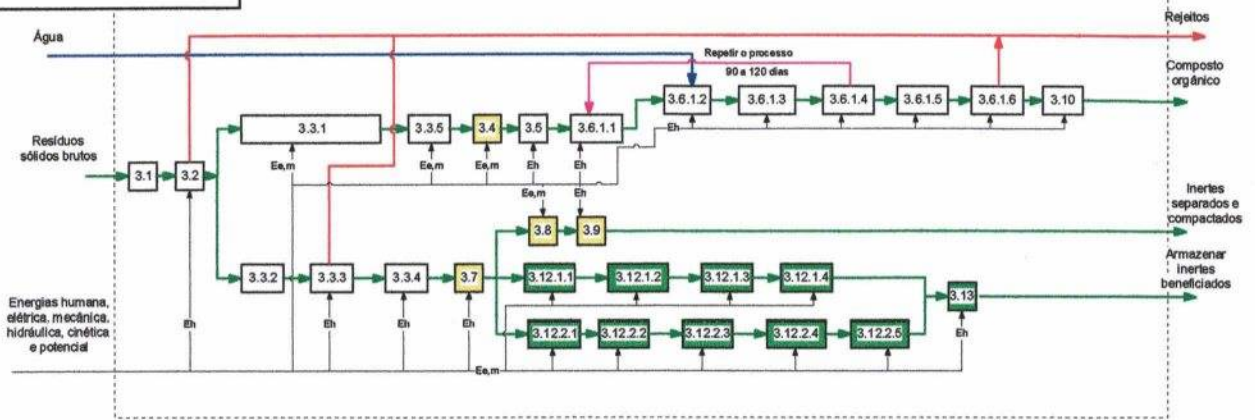 Rejeitos
Água
Repetir o processo
90 a 120 dias
Composto
orgânico
3.6.1.2
3.6.1.3
3.6.1.4
3.6.1.5
3.6.1.6
3.10
3.3.1
3.3.5
3.4
3.5
3.6.1.1
Eh
Resíduos
sólidos brutos
3.1
3.2
Ee,m
Ee,m
Ee,m
Eh
Eh
Ee,m
Eh
Inertes
separados e
compactados
3.8
3.9
Armazenar
inertes
beneficiados
3.3.2
3.3.3
3.3.4
3.7
3.12.1.1
3.12.1.2
3.12.1.3
3.12.1.4
3.13
Energias humana,
elétrica, mecânica,
hidráulica, cinética
e potencial
Eh
Eh
Eh
Eh
3.12.2.1
3.12.2.2
3.12.2.3
3.12.2.4
3.12.2.5
Eh
Ee,m